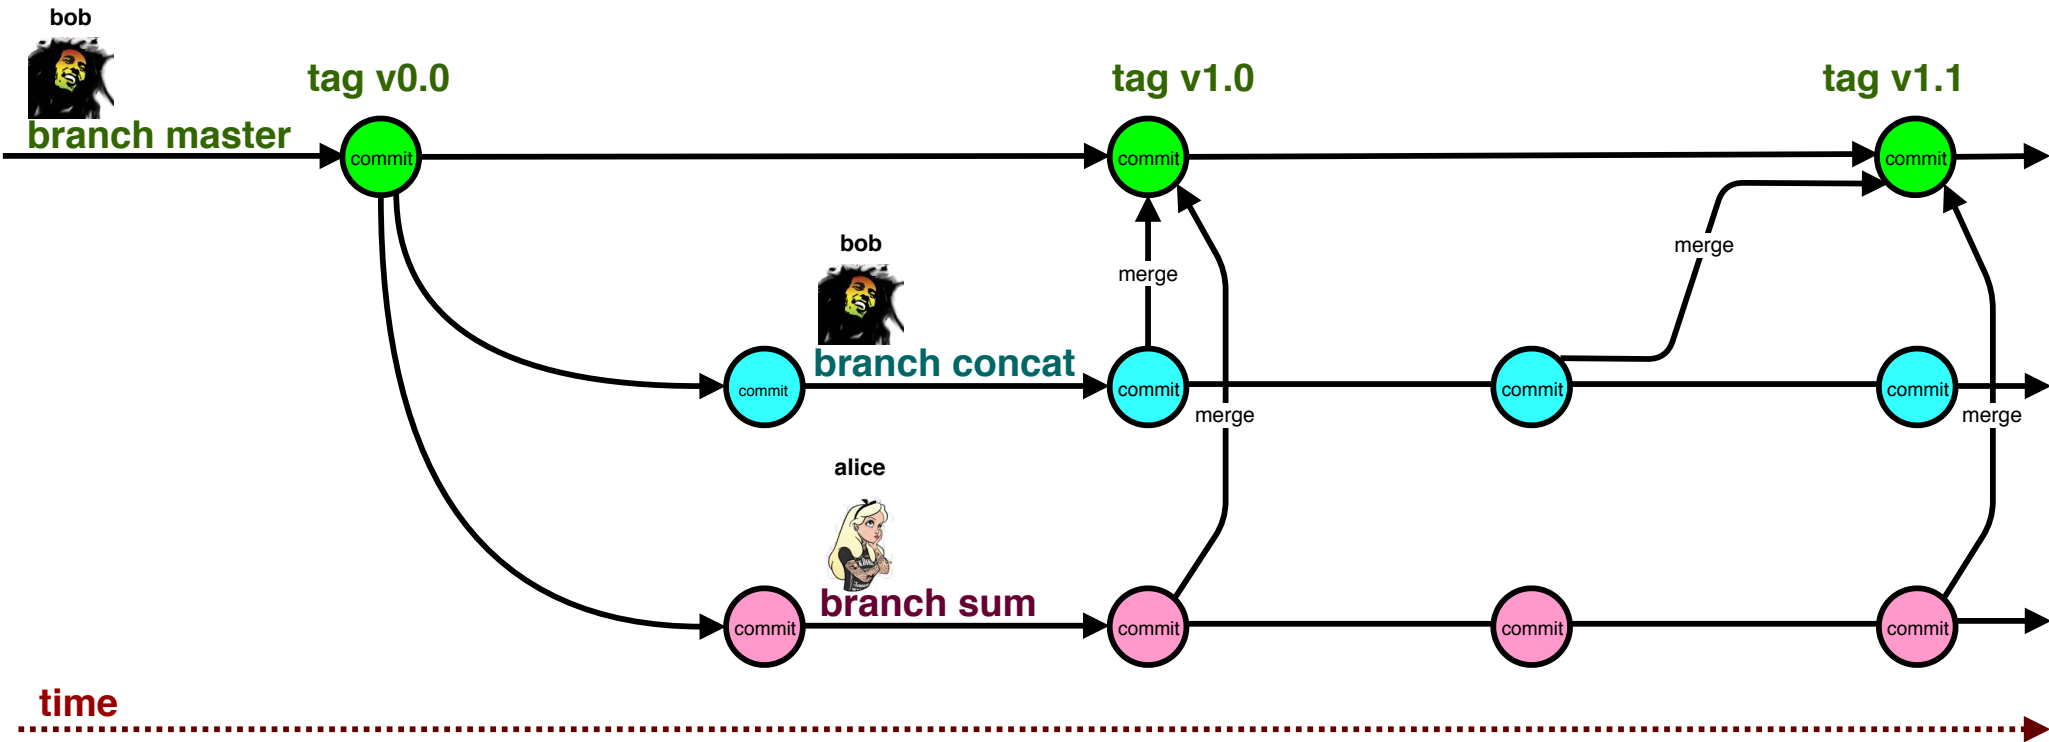 bob
tag v0.0
tag v1.0
tag v1.1
branch master
commit
commit
commit
bob
merge
merge
branch concat
commit
commit
commit
commit
merge
merge
alice
branch sum
commit
commit
commit
commit
time